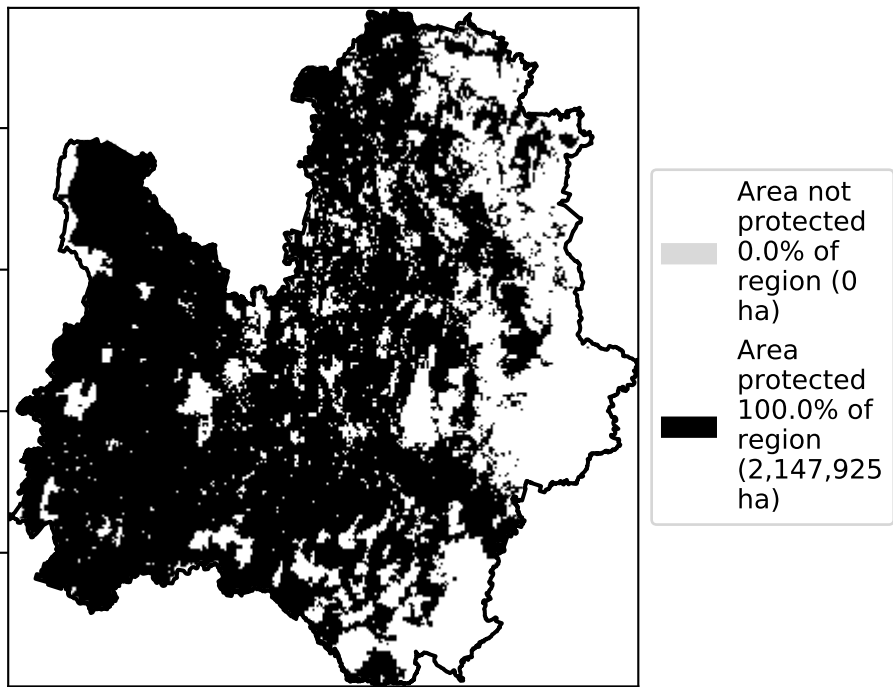 Area not
protected
0.0% of
region (0
ha)
Area
protected
100.0% of
region
(2,147,925
ha)